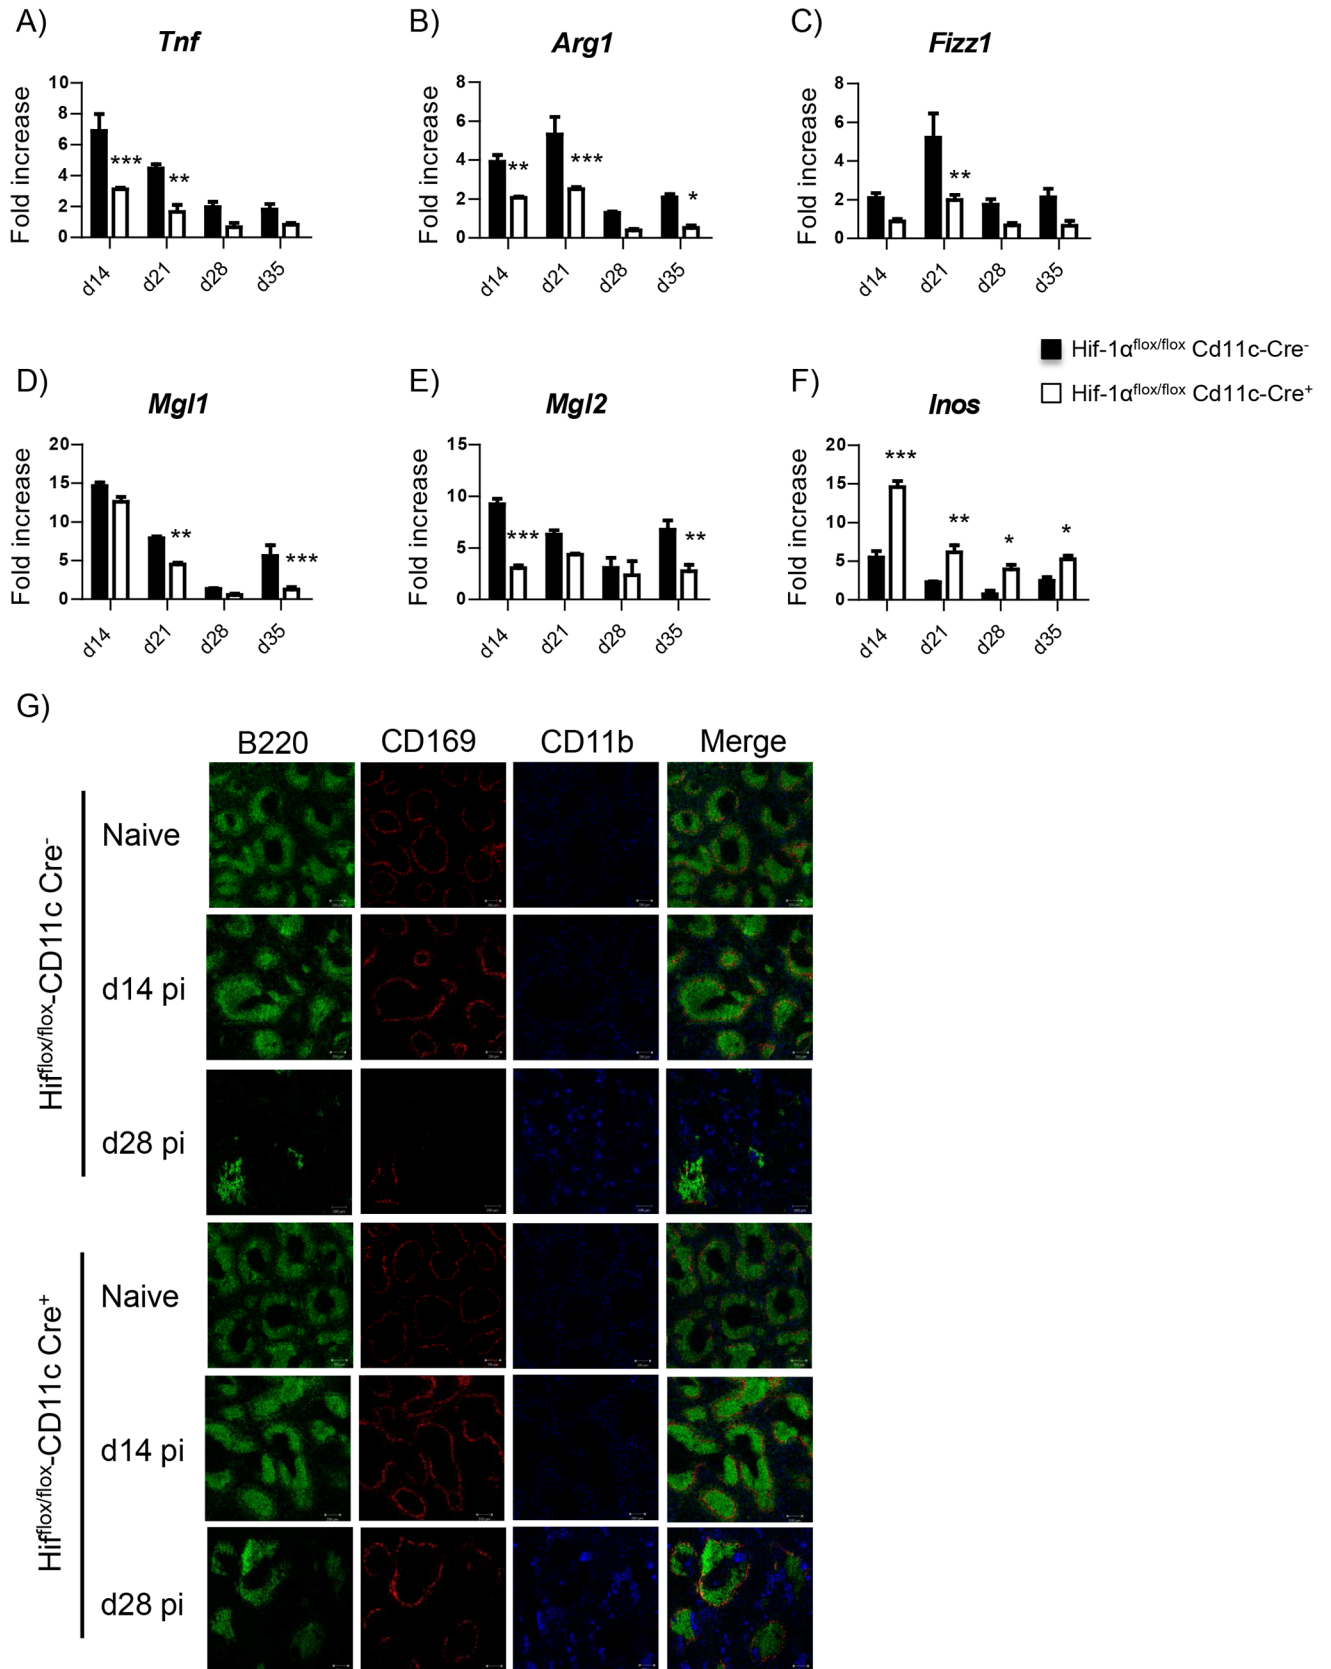 A)
Tnf
Fold increase
10
8
6
4
2
0
***
**
d14
d21
d28
d35
B)
Arg1
Fold increase
8
6
4
2
0
**
***
*
d14
d21
d28
d35
C)
Fizz1
Fold increase
8
6
4
2
0
**
d14
d21
d28
d35
Hif-1αflox/flox Cd11c-Cre-
Hif-1αflox/flox Cd11c-Cre+
D)
Mgl1
Fold increase
20
15
10
5
0
**
***
d14
d21
d28
d35
E)
Mgl2
Fold increase
15
10
5
0
***
**
d14
d21
d28
d35
F)
Inos
Fold increase
20
15
10
5
0
***
**
*
*
d14
d21
d28
d35
G)
B220 CD169 CD11b Merge
Hifflox/flox-CD11c Cre-
Naive
d14 pi
d28 pi
Hifflox/flox-CD11c Cre+
Naive
d14 pi
d28 pi